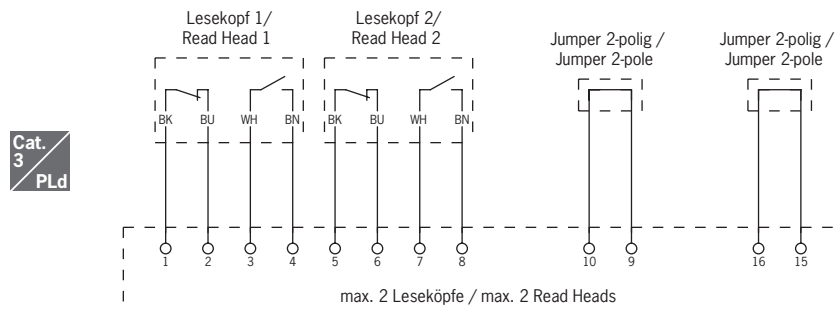 Lesekopf 1/
Read Head 1
Lesekopf 2/
Read Head 2
Jumper 2-polig /
Jumper 2-pole
Jumper 2-polig /
Jumper 2-pole
BK BU WH BN BK BU WH BN
Cat.
3
PLd
1 2 3 4 5 6 7 8 10 9 16 15
max. 2 Leseköpfe / max. 2 Read Heads